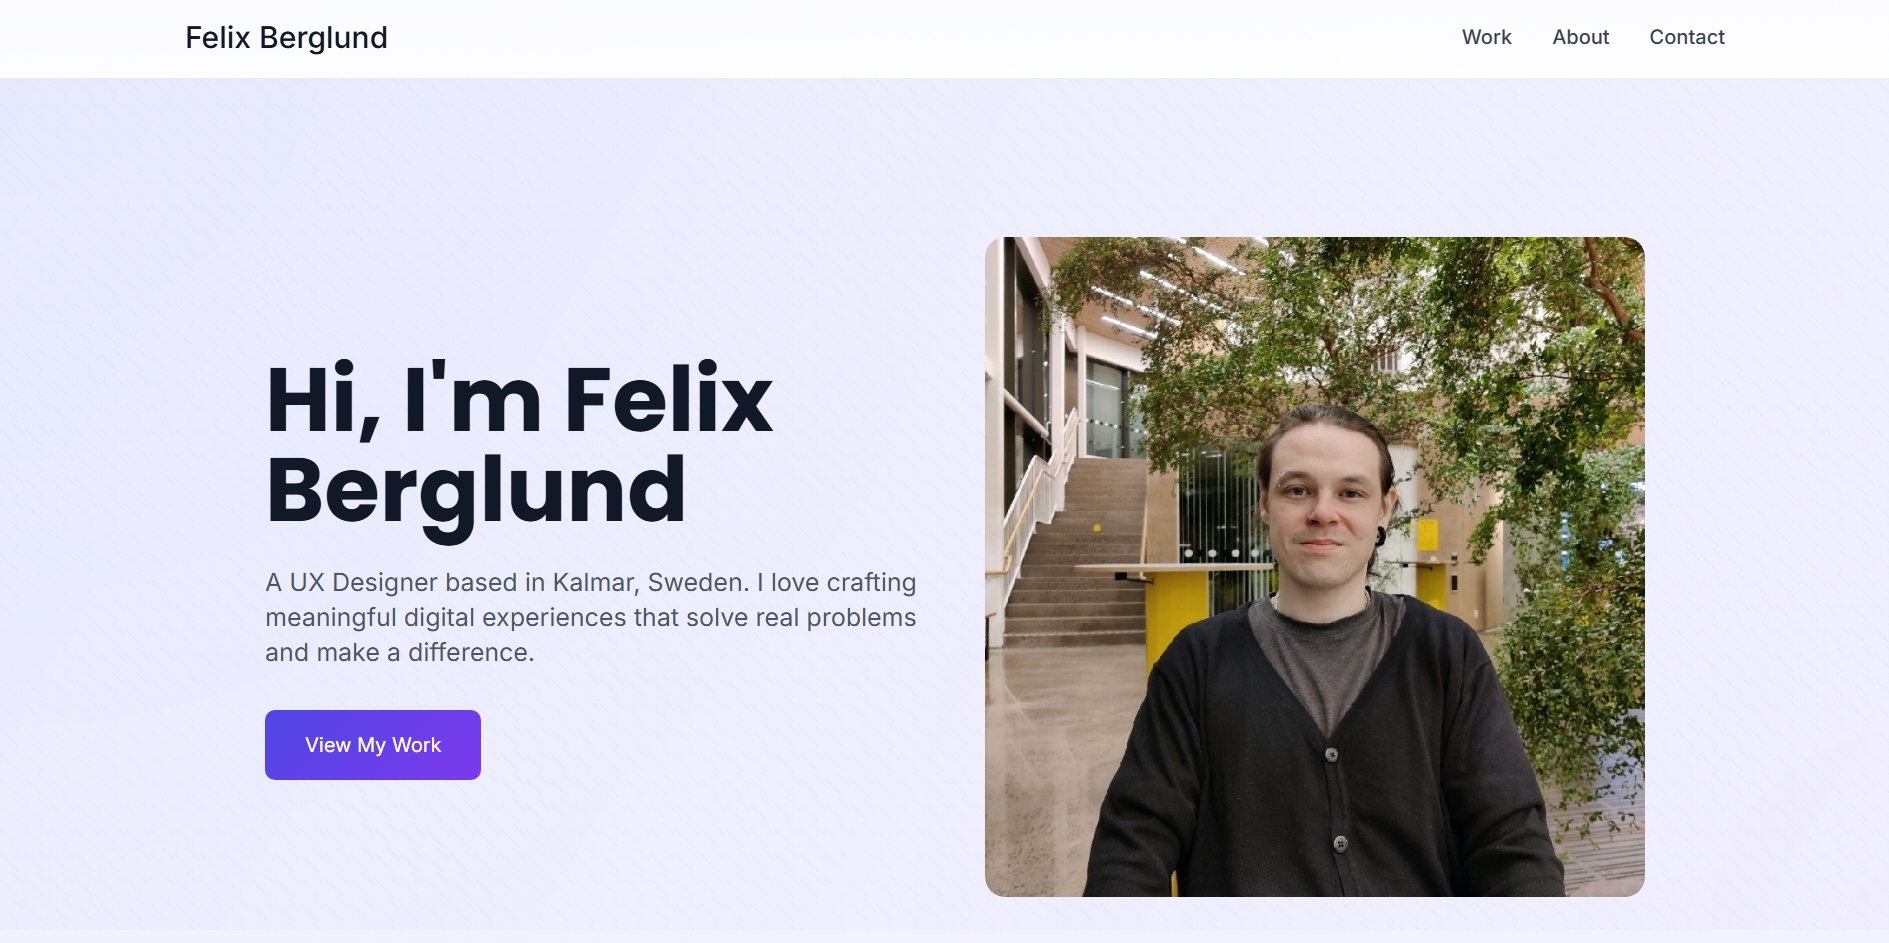 Felix Berglund
Work About Contact
Hi, I'm Felix
Berglund
A UX Designer based in Kalmar, Sweden. I love crafting
meaningful digital experiences that solve real problems
and make a difference.
View My Work